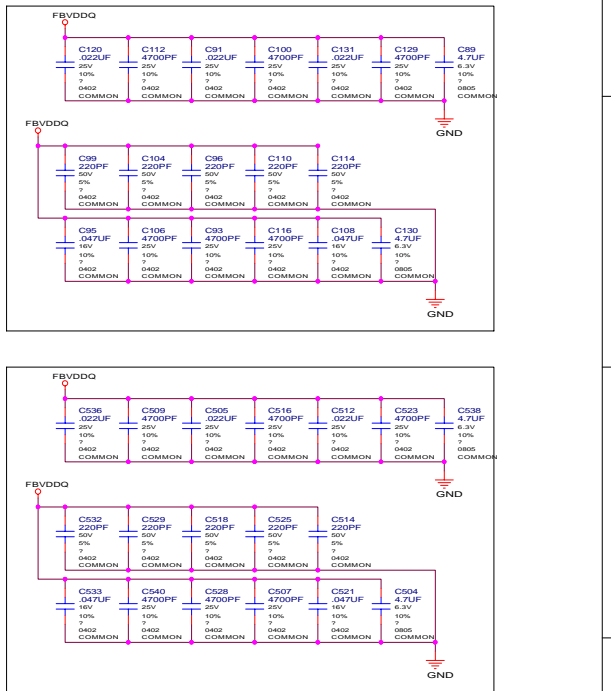 FBVDDQ
C120 C112 C91 C100 C131 C129 C89
.022UF 4700PF .022UF 4700PF .022UF 4700PF 4.7UF
25V 25V 25V 25V 25V 25V 6.3V
10% 10% 10% 10% 10% 10% 10%
? ? ? ? ? ? ?
0402 0402 0402 0402 0402 0402 0805
COMMON COMMON COMMON COMMON COMMON COMMON COMMON
GND
FBVDDQ
C99 C104 C96 C110 C114
220PF 220PF 220PF 220PF 220PF
50V 50V 50V 50V 50V
5% 5% 5% 5% 5%
? ? ? ? ?
0402 0402 0402 0402 0402
COMMON COMMON COMMON COMMON COMMON
C95 C106 C93 C116 C108 C130
.047UF 4700PF 4700PF 4700PF .047UF 4.7UF
16V 25V 25V 25V 16V 6.3V
10% 10% 10% 10% 10% 10%
? ? ? ? ? ?
0402 0402 0402 0402 0402 0805
COMMON COMMON COMMON COMMON COMMON COMMON
GND
FBVDDQ
C536 C509 C505 C516 C512 C523 C538
.022UF 4700PF .022UF 4700PF .022UF 4700PF 4.7UF
25V 25V 25V 25V 25V 25V 6.3V
10% 10% 10% 10% 10% 10% 10%
? ? ? ? ? ? ?
0402 0402 0402 0402 0402 0402 0805
COMMON COMMON COMMON COMMON COMMON COMMON COMMON
GND
FBVDDQ
C532 C529 C518 C525 C514
220PF 220PF 220PF 220PF 220PF
50V 50V 50V 50V 50V
5% 5% 5% 5% 5%
? ? ? ? ?
0402 0402 0402 0402 0402
COMMON COMMON COMMON COMMON COMMON
C533 C540 C528 C507 C521 C504
.047UF 4700PF 4700PF 4700PF .047UF 4.7UF
16V 25V 25V 25V 16V 6.3V
10% 10% 10% 10% 10% 10%
? ? ? ? ? ?
0402 0402 0402 0402 0402 0805
COMMON COMMON COMMON COMMON COMMON COMMON
GND